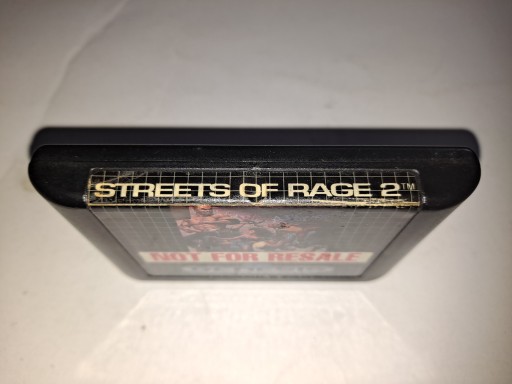 STREETS OF RAGE 2™
NOT FOR RESALE